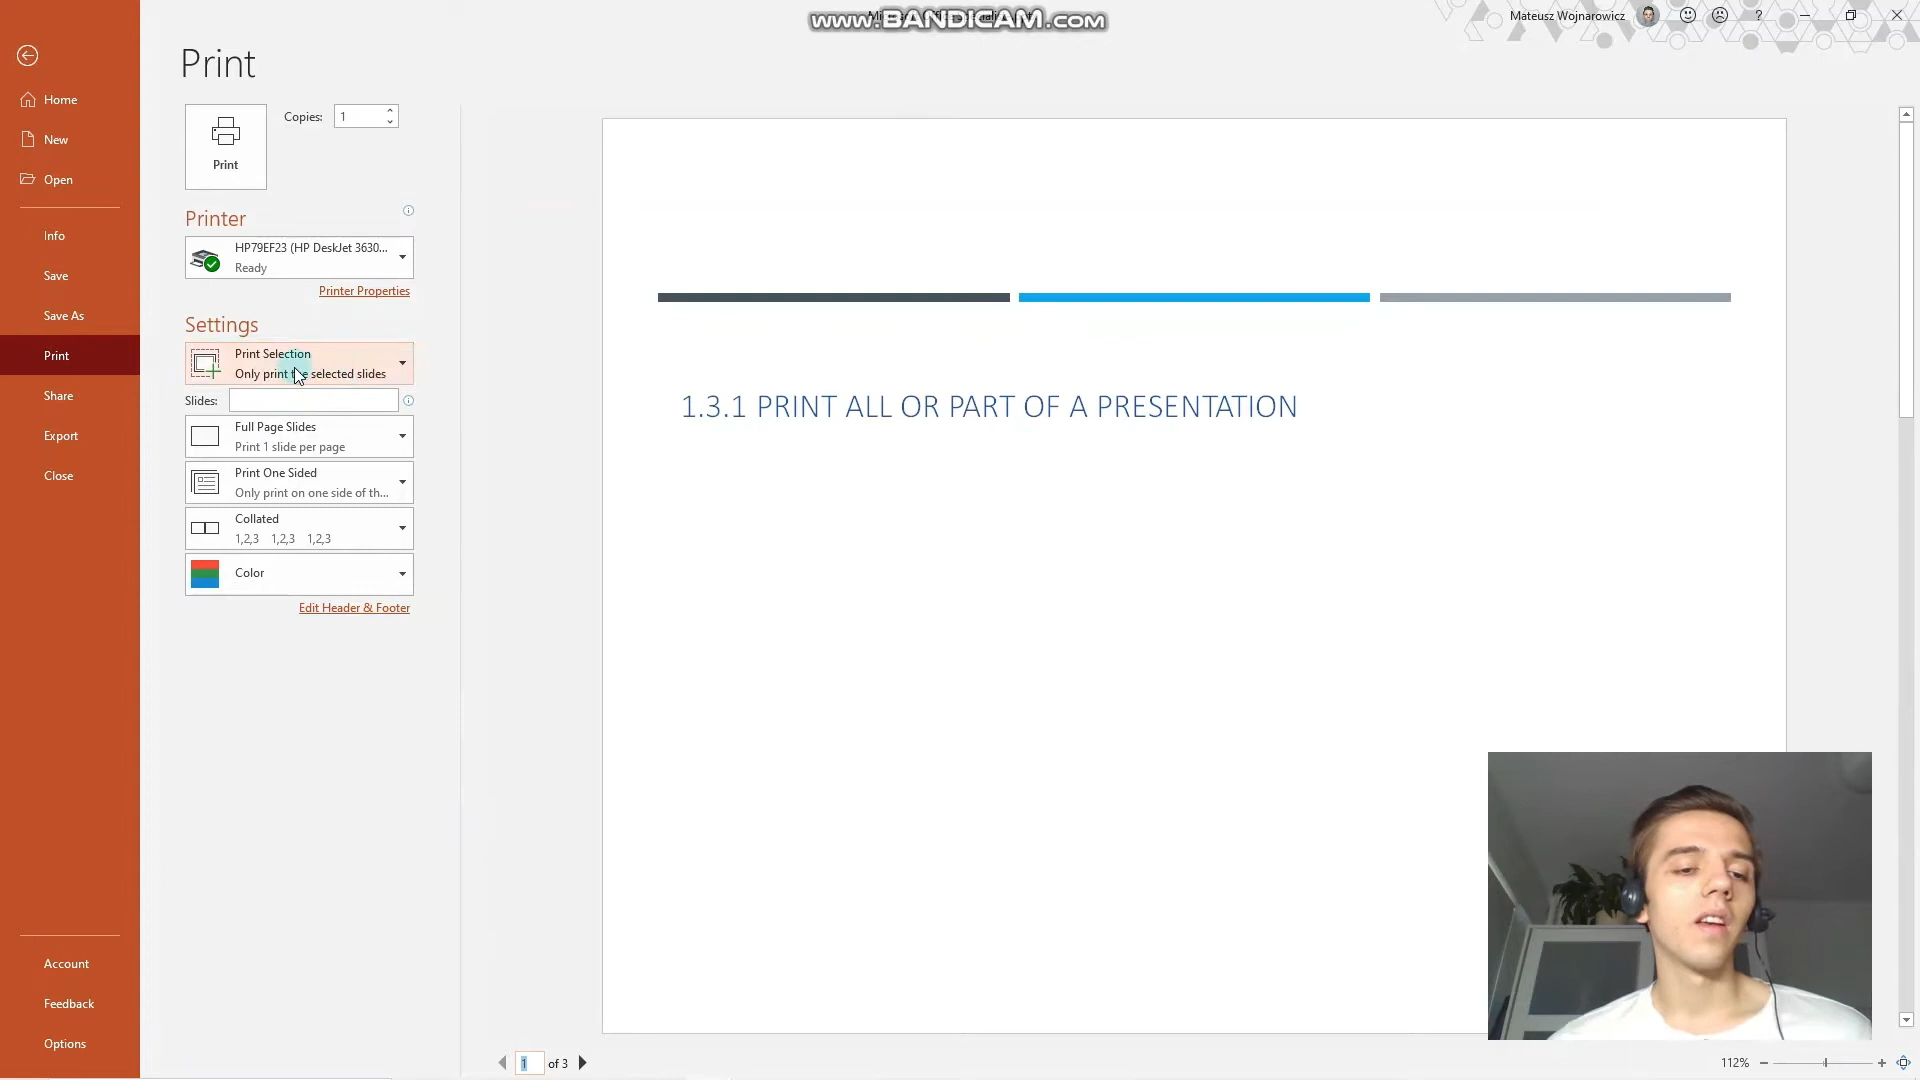 www.BANDICAM.com
Mateusz Wojnarowicz
?
Print
Home
New
Open
Info
Save
Save As
Print
Share
Export
Close
Account
Feedback
Options
Print
Copies: 1
Printer
HP79EF23 (HP DeskJet 3630...
Ready
Printer Properties
Settings
Print Selection
Only print the selected slides
Slides:
Full Page Slides
Print 1 slide per page
Print One Sided
Only print on one side of th...
Collated
1,2,3 1,2,3 1,2,3
Color
Edit Header & Footer
1.3.1 PRINT ALL OR PART OF A PRESENTATION
1 of 3
112%